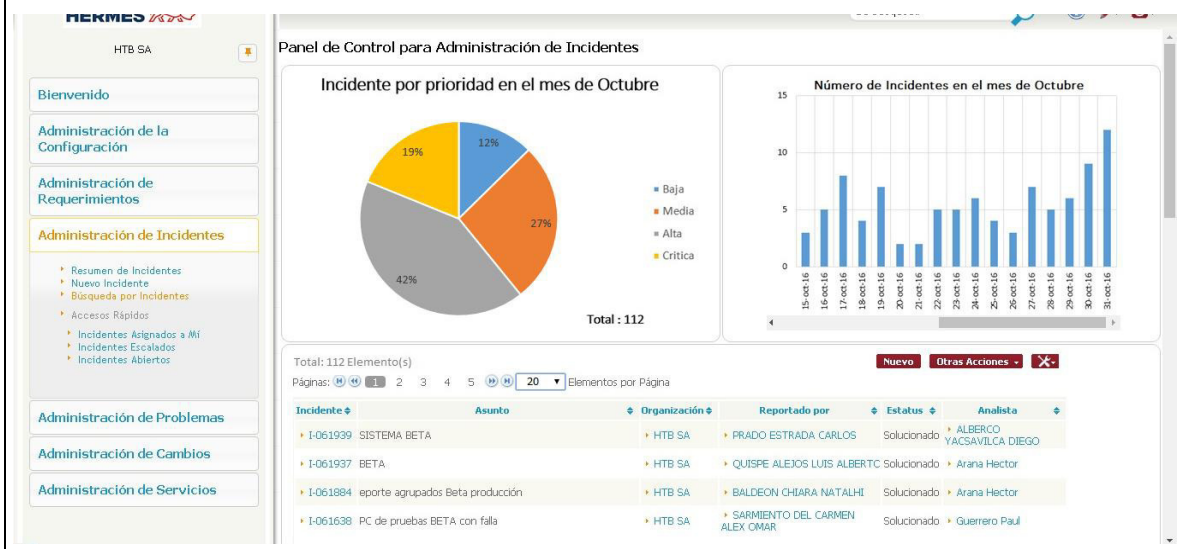 HERMES
HTB SA
Bienvenido
Administración de la
Configuración
Administración de
Requerimientos
Administración de Incidentes
Resumen de Incidentes
Nuevo Incidente
Búsqueda por Incidentes
Accesos Rápidos
Incidentes Asignados a Mí
Incidentes Escalados
Incidentes Abiertos
Administración de Problemas
Administración de Cambios
Administración de Servicios
Panel de Control para Administración de Incidentes
Incidente por prioridad en el mes de Octubre
12%
19%
27%
42%
Baja
Media
Alta
Critica
Total : 112
Número de Incidentes en el mes de Octubre
15
10
5
0
15-oct-16
16-oct-16
17-oct-16
18-oct-16
19-oct-16
20-oct-16
21-oct-16
22-oct-16
23-oct-16
24-oct-16
25-oct-16
26-oct-16
27-oct-16
28-oct-16
29-oct-16
30-oct-16
31-oct-16
Total: 112 Elemento(s)
Nuevo Otras Acciones
Páginas: 1 2 3 4 5 20 Elementos por Página
Incidente Asunto Organización Reportado por Estatus Analista
I-061939 SISTEMA BETA HTB SA PRADO ESTRADA CARLOS Solucionado ALBERCO YACSAVILCA DIEGO
I-061937 BETA HTB SA QUISPE ALEJOS LUIS ALBERTC Solucionado Arana Hector
I-061884 eporte agrupados Beta producción HTB SA BALDEON CHIARA NATALHI Solucionado Arana Hector
I-061638 PC de pruebas BETA con falla HTB SA SARMIENTO DEL CARMEN ALEX OMAR Solucionado Guerrero Paul